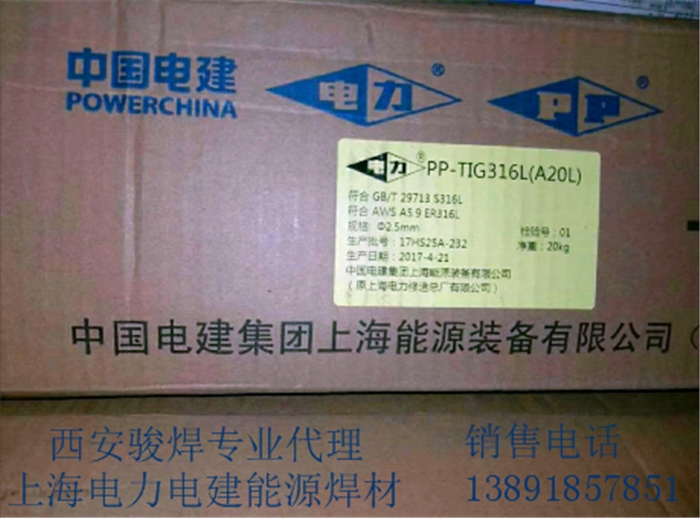 中国电建
POWERCHINA
电力®
PP®
电力® PP-TIG316L(A20L)
符合 GB/T 29713 S316L
符合 AWS A5.9 ER316L
规格: Φ2.5mm
检验号: 01
生产批号: 17HS25A-232
净重: 20kg
生产日期: 2017-4-21
中国电建集团上海能源装备有限公司
(原上海电力修造总厂有限公司)
中国电建集团上海能源装备有限公司 (
西安骏焊专业代理
销售电话
上海电力电建能源焊材
13891857851